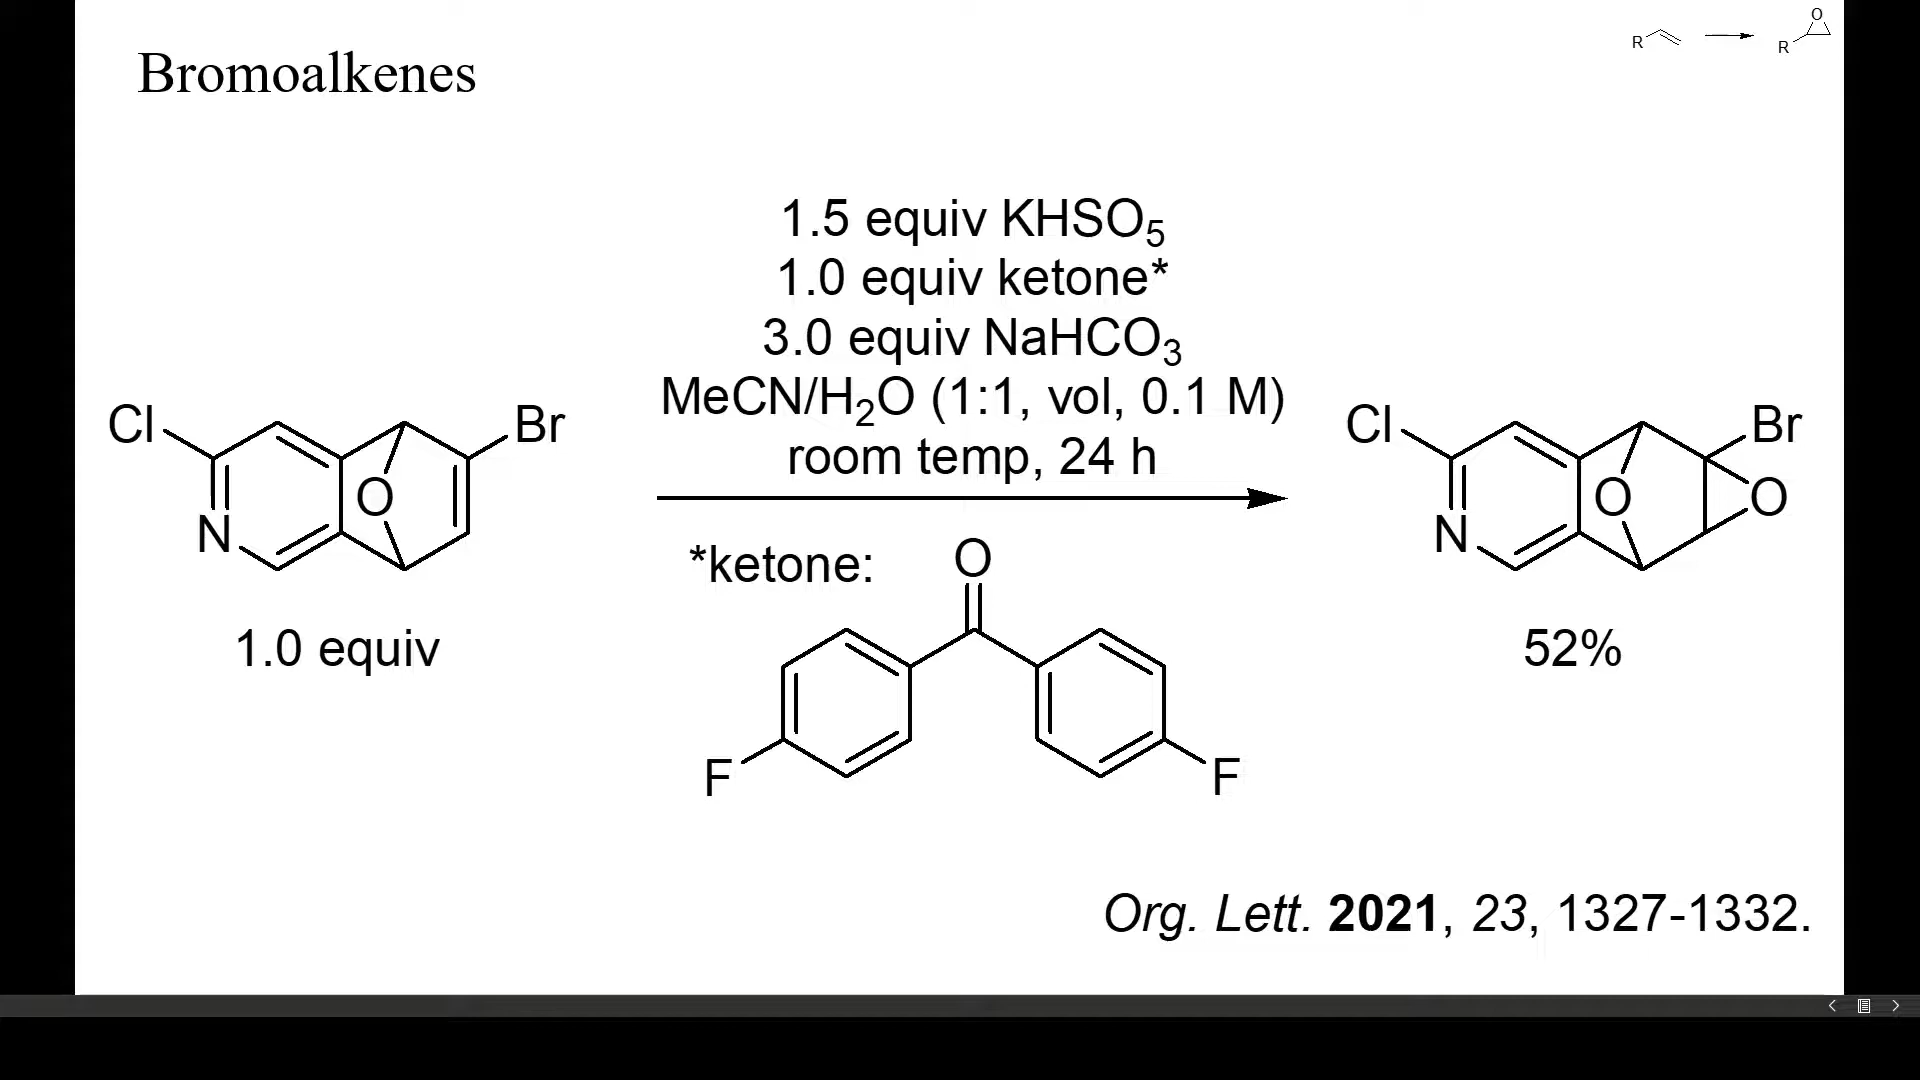 Bromoalkenes
R
O
R
1.5 equiv KHSO₅
1.0 equiv ketone*
3.0 equiv NaHCO₃
MeCN/H₂O (1:1, vol, 0.1 M)
room temp, 24 h
Cl
Br
O
N
1.0 equiv
*ketone:
O
F
F
Cl
Br
O
O
N
52%
Org. Lett. 2021, 23, 1327-1332.